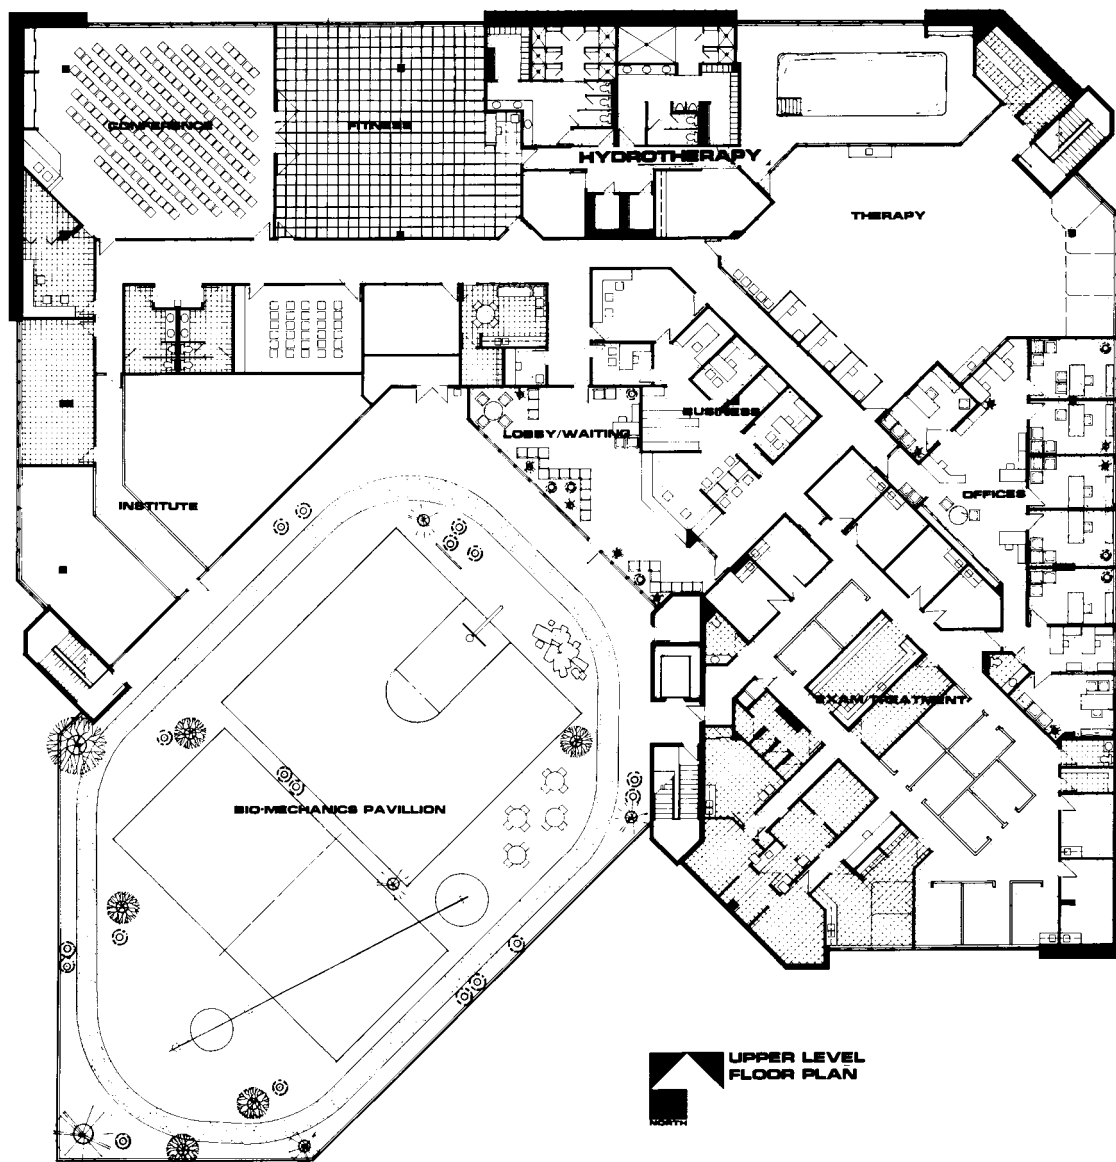 CONFERENCE
FITNESS
HYDROTHERAPY
THERAPY
BUSINESS
LOBBY/WAITING
OFFICES
INSTITUTE
EXAM/TREATMENT
BIO-MECHANICS PAVILLION
UPPER LEVEL
FLOOR PLAN
NORTH